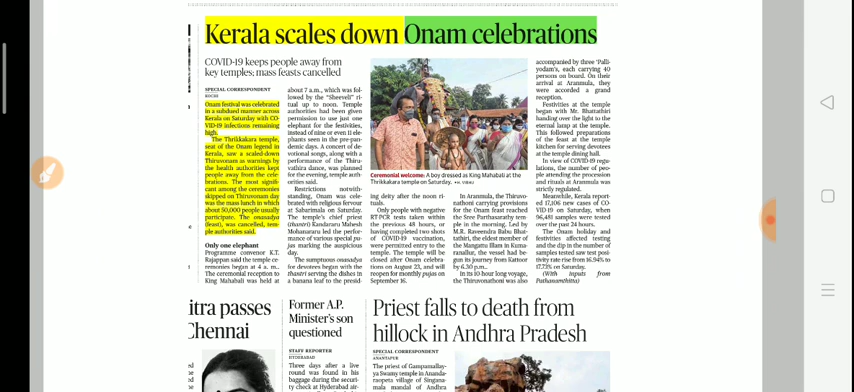 Kerala scales down Onam celebrations
COVID-19 keeps people away from
key temples; mass feasts cancelled
SPECIAL CORRESPONDENT
KOCHI
Onam festival was celebrated
in a subdued manner across
Kerala on Saturday with CO-
VID-19 infections remaining
high.
The Thrikkakara temple,
seat of the Onam legend in
Kerala, saw a scaled-down
Thiruvonam as warnings by
the health authorities kept
people away from the cele-
brations. The most signifi-
cant among the ceremonies
skipped on Thiruvonam day
was the mass lunch in which
about 50,000 people usually
participate. The onasadya
(feast), was cancelled, tem-
ple authorities said.
Only one elephant
Programme convenor K.T.
Rajappan said the temple ce-
remonies began at 4 a. m..
The ceremonial reception to
King Mahabali was held at
about 7 a.m., which was fol-
lowed by the "Sheeveli" ri-
tual up to noon. Temple
authorities had been given
permission to use just one
elephant for the festivities,
instead of nine or even 11 ele-
phants seen in the pre-pan-
demic days. A concert of de-
votional songs, along with a
performance of the Thiru-
vathira dance, was planned
for the evening, temple auth-
orities said.
Restrictions notwith-
standing, Onam was cele-
brated with religious fervour
at Sabarimala on Saturday.
The temple's chief priest
(thantri) Kandararu Mahesh
Mohanararu led the perfor-
mance of various special pu-
jas marking the auspicious
day.
The sumptuous onasadya
for devotees began with the
thantri serving the dishes in
a banana leaf to the presid-
Ceremonial welcome: A boy dressed as King Mahabali at the
Thrikkakara temple on Saturday.
ing deity after the noon ri-
tuals.
Only people with negative
RT-PCR tests taken within
the previous 48 hours, or
having completed two shots
of COVID-19 vaccination,
were permitted entry to the
temple. The temple will be
closed after Onam celebra-
tions on August 23, and will
reopen for monthly pujas on
September 16.
In Aranmula, the Thiruvo-
nathoni carrying provisions
for the Onam feast reached
the Sree Parthasarathy tem-
ple in the morning. Led by
M.R. Raveendra Babu Bhat-
tathiri, the eldest member of
the Mangattu Illam in Kuma-
ranallur, the vessel had be-
gun its journey from Kattoor
by 6.30 p.m..
In its 10 hour long voyage,
the Thiruvonathoni was also
accompanied by three 'Palli-
yodam's, each carrying 40
persons on board. On their
arrival at Aranmula, they
were accorded a grand
reception.
Festivities at the temple
began with Mr. Bhattathiri
handing over the light to the
eternal lamp at the temple.
This followed preparations
of the feast at the temple
kitchen for serving devotees
at the temple dining hall.
In view of COVID-19 regu-
lations, the number of peo-
ple attending the procession
and rituals at Aranmula was
strictly regulated.
Meanwhile, Kerala report-
ed 17,106 new cases of CO-
VID-19 on Saturday, when
96,481 samples were tested
over the past 24 hours.
The Onam holiday and
festivities affected testing
and the dip in the number of
samples tested saw test posi-
tivity rate rise from 16.94% to
17.73% on Saturday.
(With inputs from
Pathanamthitta)
itra passes
Chennai
Former A.P.
Minister's son
questioned
STAFF REPORTER
HYDERABAD
Three days after a live
round was found in his
baggage during the securi-
ty check at Hyderabad air-
Priest falls to death from
hillock in Andhra Pradesh
SPECIAL CORRESPONDENT
ANANTAPUR
The priest of Gampamallay-
ya Swamy temple in Ananda-
raopeta village of Singana-
mala mandal of Andhra